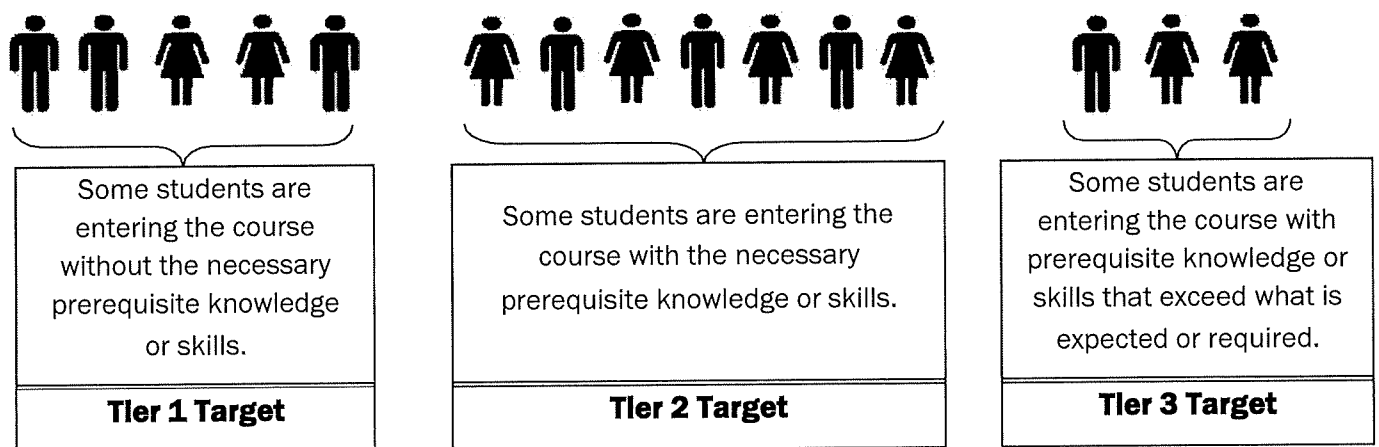 Some students are
entering the course
without the necessary
prerequisite knowledge
or skills.
Tier 1 Target
Some students are entering the
course with the necessary
prerequisite knowledge or skills.
Tier 2 Target
Some students are
entering the course with
prerequisite knowledge or
skills that exceed what is
expected or required.
Tier 3 Target